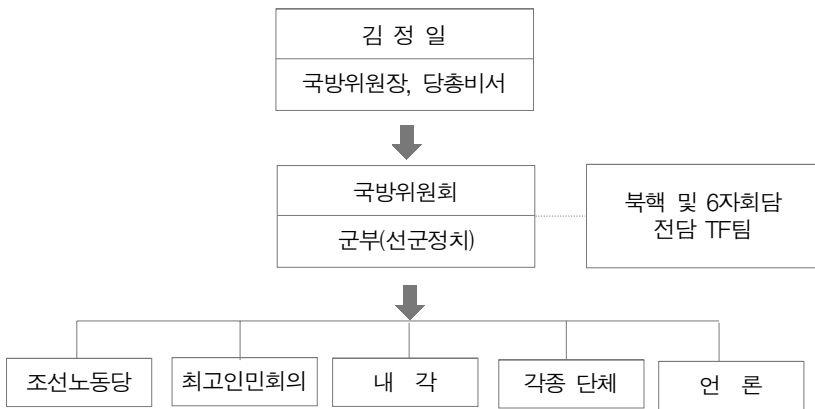 김 정 일
국방위원장, 당총비서
국방위원회
군부(선군정치)
북핵 및 6자회담
전담 TF팀
조선노동당
최고인민회의
내 각
각종 단체
언 론